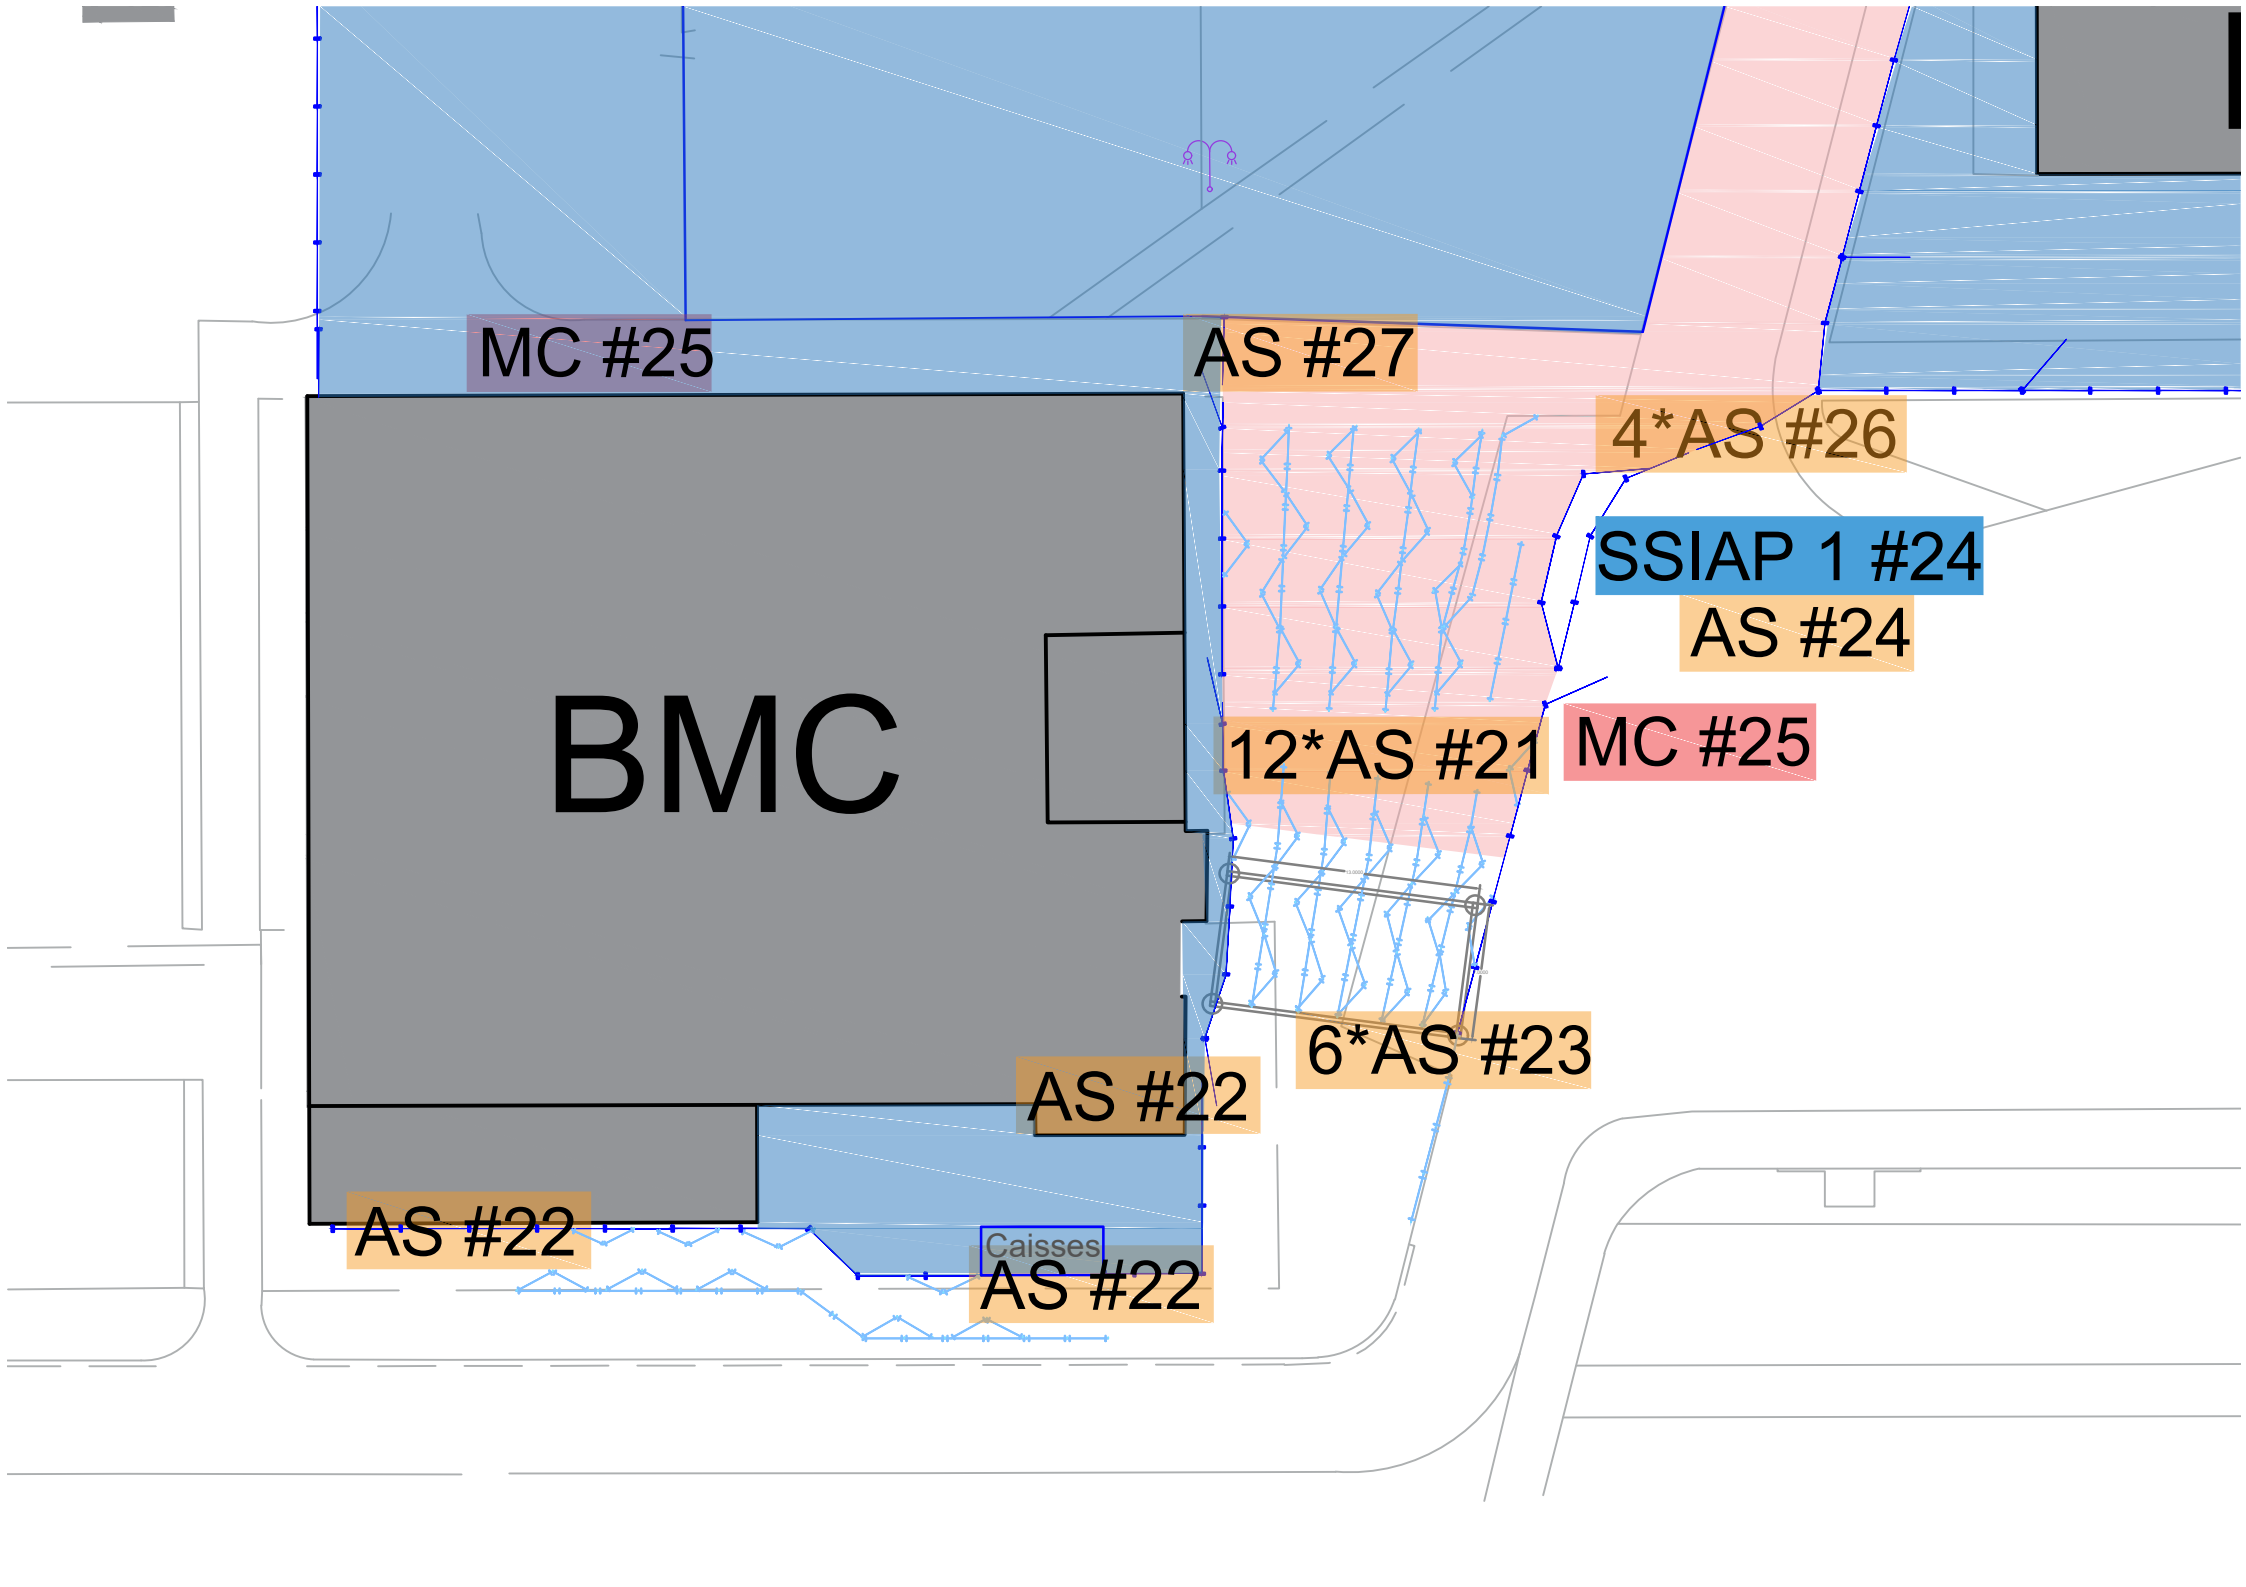 MC #25
AS #27
4*AS #26
SSIAP 1 #24
AS #24
BMC
12*AS #21
MC #25
6*AS #23
AS #22
AS #22
Caisses
AS #22